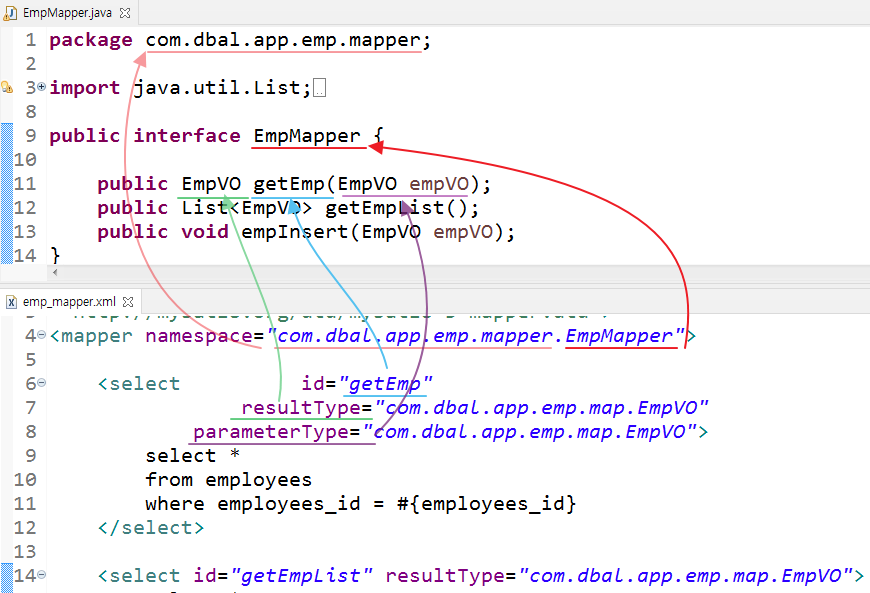 EmpMapper.java
1 package com.dbal.app.emp.mapper;
2
3 import java.util.List;
8
9 public interface EmpMapper {
10
11 public EmpVO getEmp(EmpVO empVO);
12 public List<EmpVO> getEmpList();
13 public void empInsert(EmpVO empVO);
14 }
emp_mapper.xml
4 <mapper namespace="com.dbal.app.emp.mapper.EmpMapper">
5
6 <select id="getEmp"
7 resultType="com.dbal.app.emp.map.EmpVO"
8 parameterType="com.dbal.app.emp.map.EmpVO">
9 select *
10 from employees
11 where employees_id = #{employees_id}
12 </select>
13
14 <select id="getEmpList" resultType="com.dbal.app.emp.map.EmpVO">